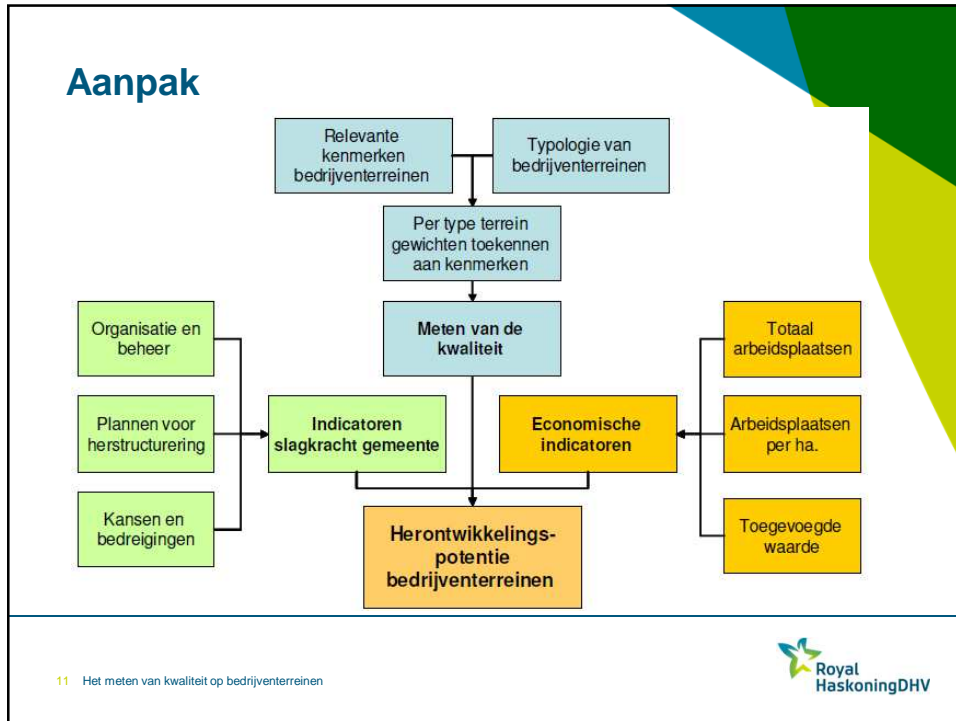 Aanpak
Relevante
kenmerken
bedrijventerreinen
Typologie van
bedrijventerreinen
Per type terrein
gewichten toekennen
aan kenmerken
Organisatie en
beheer
Meten van de
kwaliteit
Totaal
arbeidsplaatsen
Plannen voor
herstructurering
Indicatoren
slagkracht gemeente
Economische
indicatoren
Arbeidsplaatsen
per ha.
Kansen en
bedreigingen
Herontwikkelings-
potentie
bedrijventerreinen
Toegevoegde
waarde
11 Het meten van kwaliteit op bedrijventerreinen
Royal
HaskoningDHV